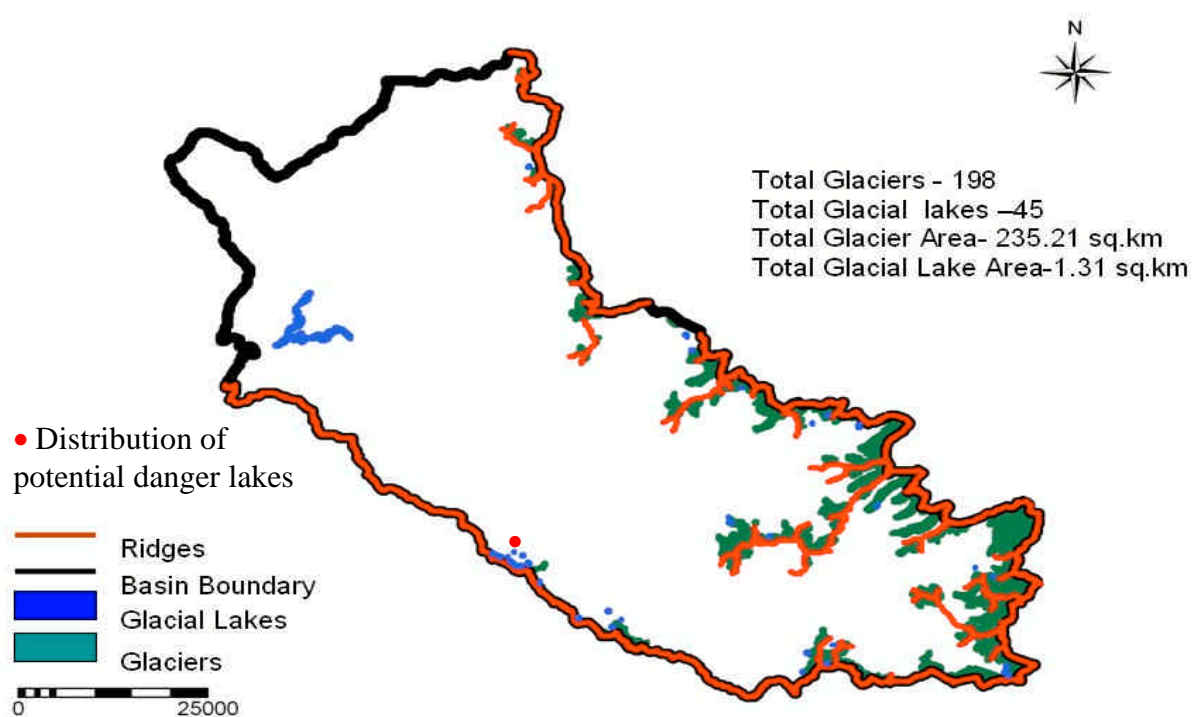 N
Total Glaciers - 198
Total Glacial lakes –45
Total Glacier Area- 235.21 sq.km
Total Glacial Lake Area-1.31 sq.km
• Distribution of
potential danger lakes
Ridges
Basin Boundary
Glacial Lakes
Glaciers
0 25000